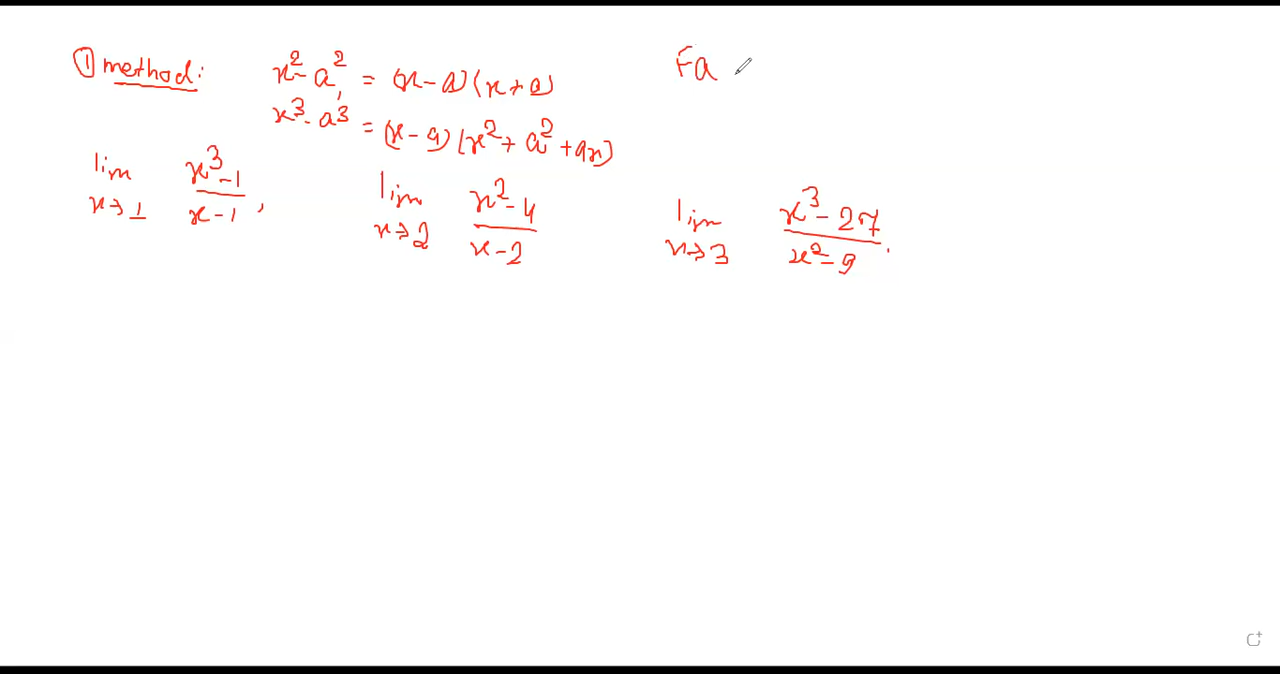 ① method: x² - a², = (x - a)(x + a) Fa
x³ - a³ = (x - a)[x² + a² + ax]
lim x→1 x³-1 / x-1 , lim x→2 x²-4 / x-2 lim x→3 x³-27 / x²-9 .